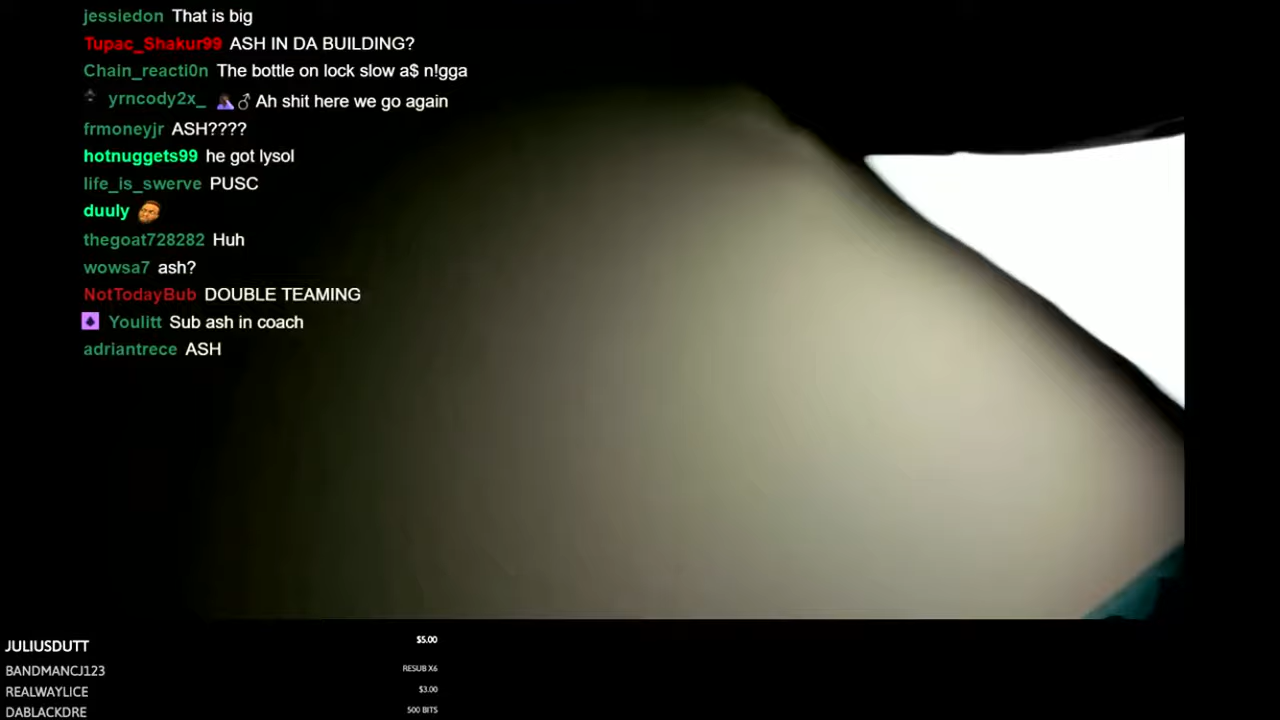 jessiedon That is big
Tupac_Shakur99 ASH IN DA BUILDING?
Chain_reacti0n The bottle on lock slow a$ n!gga
yrncody2x_ Ah shit here we go again
frmoneyjr ASH????
hotnuggets99 he got lysol
life_is_swerve PUSC
duuly
thegoat728282 Huh
wowsa7 ash?
NotTodayBub DOUBLE TEAMING
Youlitt Sub ash in coach
adriantrece ASH
JULIUSDUTT $5.00
BANDMANCJ123 RESUB X6
REALWAYLICE $3.00
DABLACKDRE 500 BITS